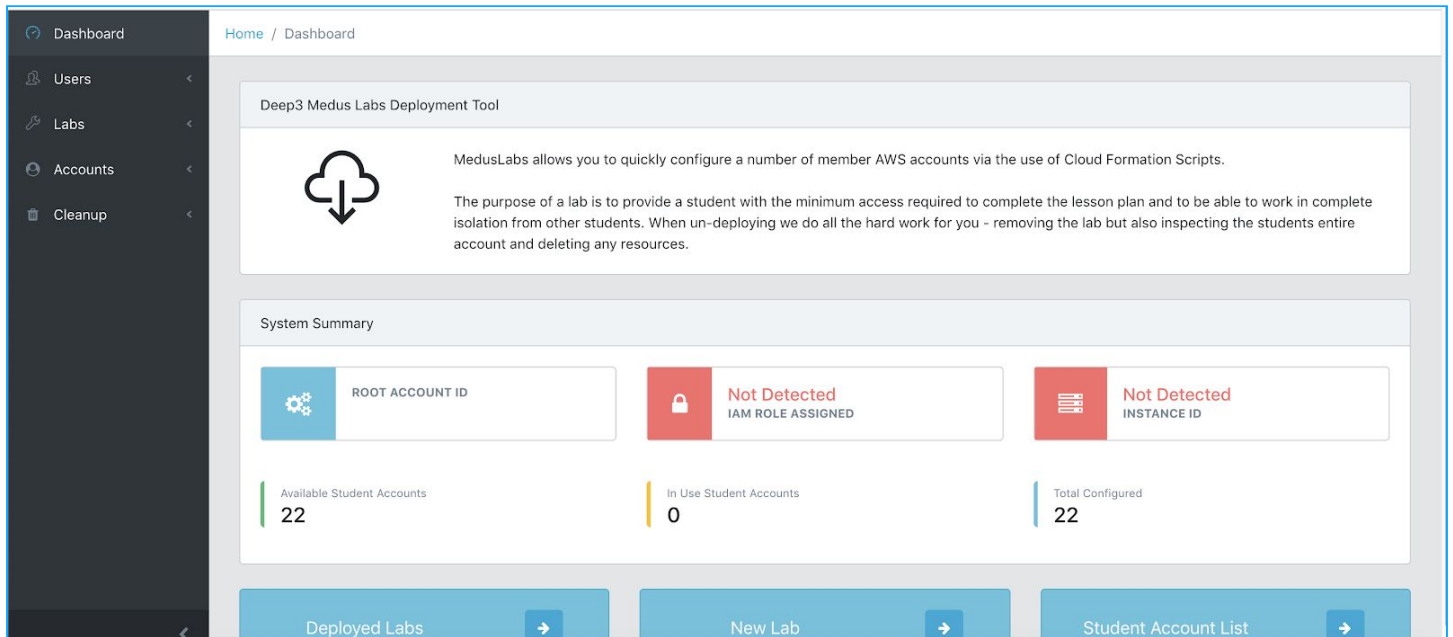 Dashboard
Users
Labs
Accounts
Cleanup
Home / Dashboard
Deep3 Medus Labs Deployment Tool
MedusLabs allows you to quickly configure a number of member AWS accounts via the use of Cloud Formation Scripts.
The purpose of a lab is to provide a student with the minimum access required to complete the lesson plan and to be able to work in complete
isolation from other students. When un-deploying we do all the hard work for you - removing the lab but also inspecting the students entire
account and deleting any resources.
System Summary
ROOT ACCOUNT ID
Not Detected
IAM ROLE ASSIGNED
Not Detected
INSTANCE ID
Available Student Accounts
22
In Use Student Accounts
0
Total Configured
22
Deployed Labs
New Lab
Student Account List